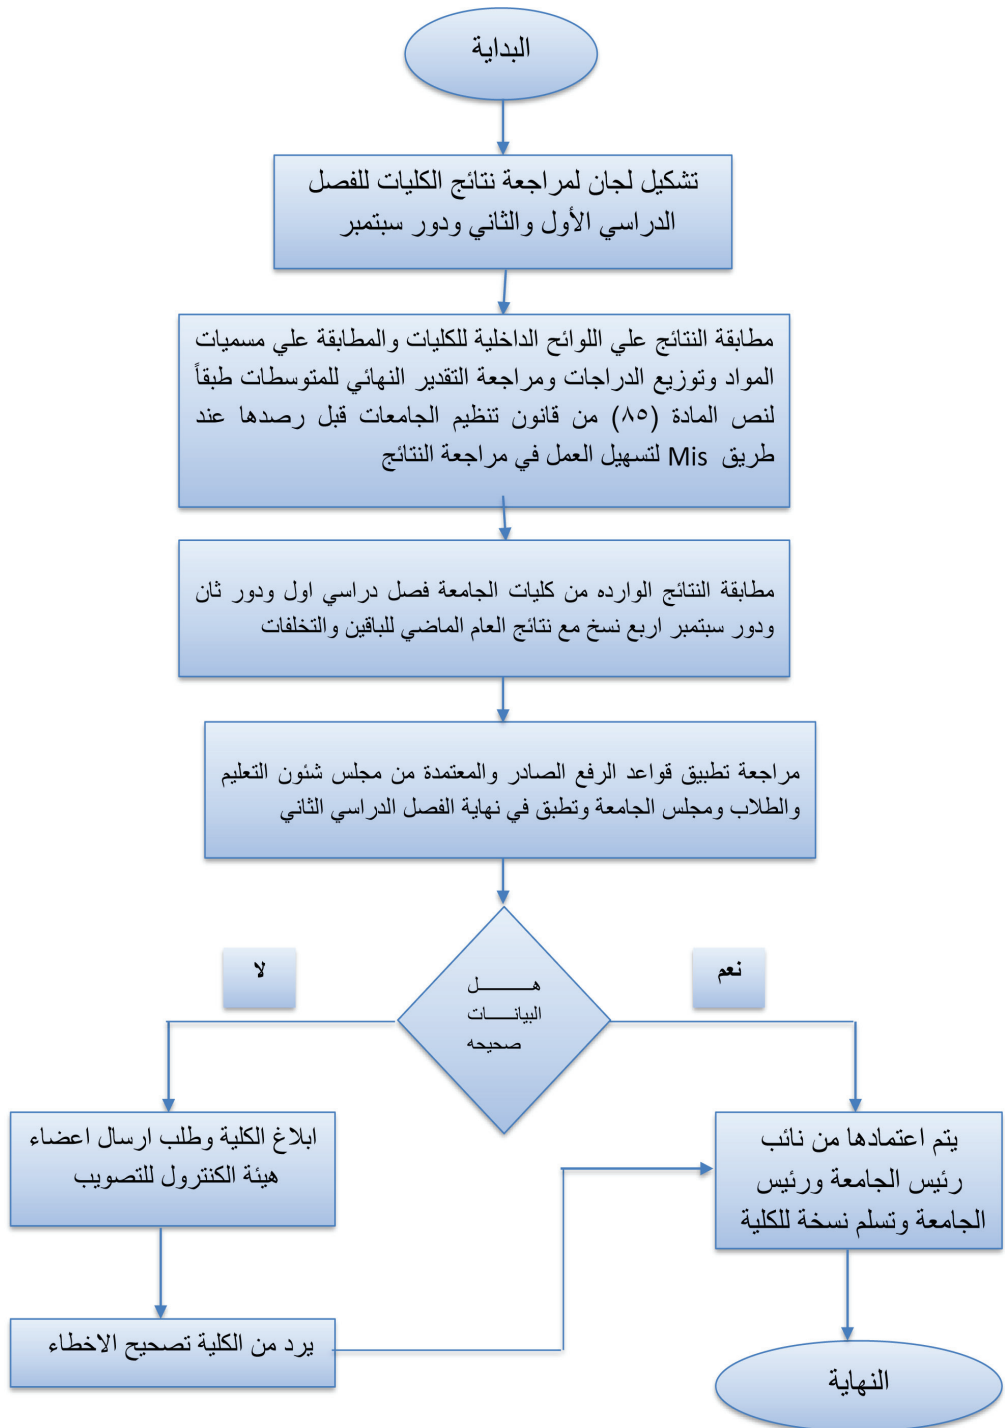 البداية
تشكيل لجان لمراجعة نتائج الكليات للفصل
الدراسي الأول والثاني ودور سبتمبر
مطابقة النتائج علي اللوائح الداخلية للكليات والمطابقة علي مسميات
المواد وتوزيع الدراجات ومراجعة التقدير النهائي للمتوسطات طبقاً
لنص المادة (٨٥) من قانون تنظيم الجامعات قبل رصدها عند
طريق Mis لتسهيل العمل في مراجعة النتائج
مطابقة النتائج الوارده من كليات الجامعة فصل دراسي اول ودور ثان
ودور سبتمبر اربع نسخ مع نتائج العام الماضي للباقين والتخلفات
مراجعة تطبيق قواعد الرفع الصادر والمعتمدة من مجلس شئون التعليم
والطلاب ومجلس الجامعة وتطبق في نهاية الفصل الدراسي الثاني
هـــــــل
البيانـــات
صحيحه
نعم
لا
يتم اعتمادها من نائب
رئيس الجامعة ورئيس
الجامعة وتسلم نسخة للكلية
ابلاغ الكلية وطلب ارسال اعضاء
هيئة الكنترول للتصويب
يرد من الكلية تصحيح الاخطاء
النهاية